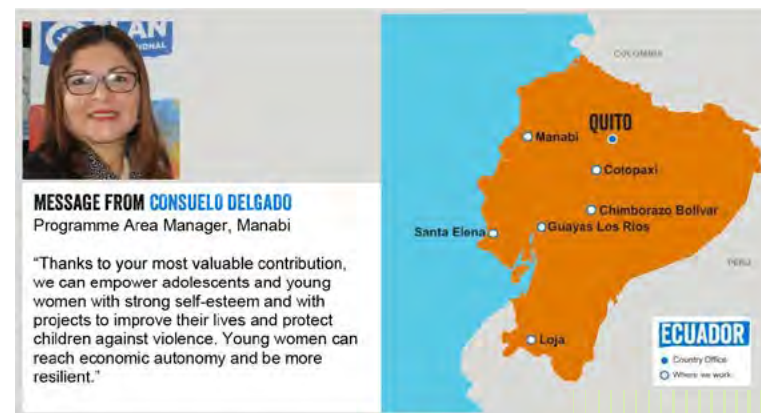 PLAN
MESSAGE FROM CONSUELO DELGADO
Programme Area Manager, Manabi
“Thanks to your most valuable contribution,
we can empower adolescents and young
women with strong self-esteem and with
projects to improve their lives and protect
children against violence. Young women can
reach economic autonomy and be more
resilient.”
COLOMBIA
QUITO
Manabi
Cotopaxi
Chimborazo Bolivar
Guayas Los Rios
Santa Elena
PERU
Loja
ECUADOR
Country Office
Where we work